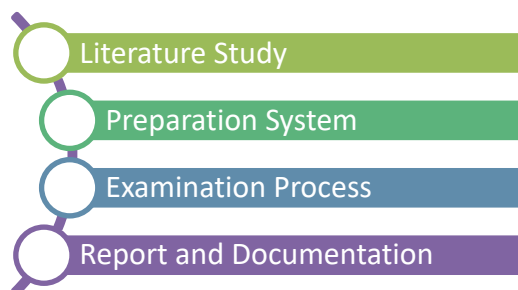 Literature Study
Preparation System
Examination Process
Report and Documentation